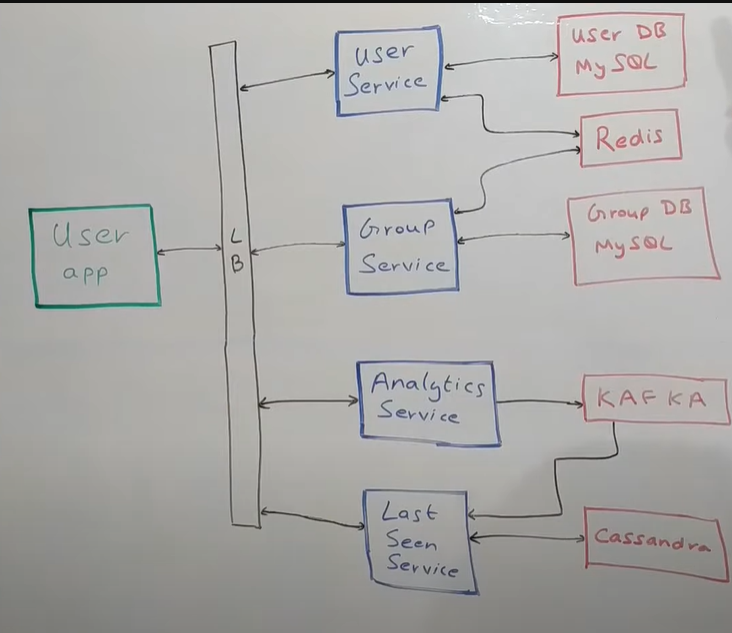 User DB
MySQL
User
Service
Redis
User
app
L
B
Group
Service
Group DB
MySQL
Analytics
Service
KAFKA
Last
Seen
Service
Cassandra